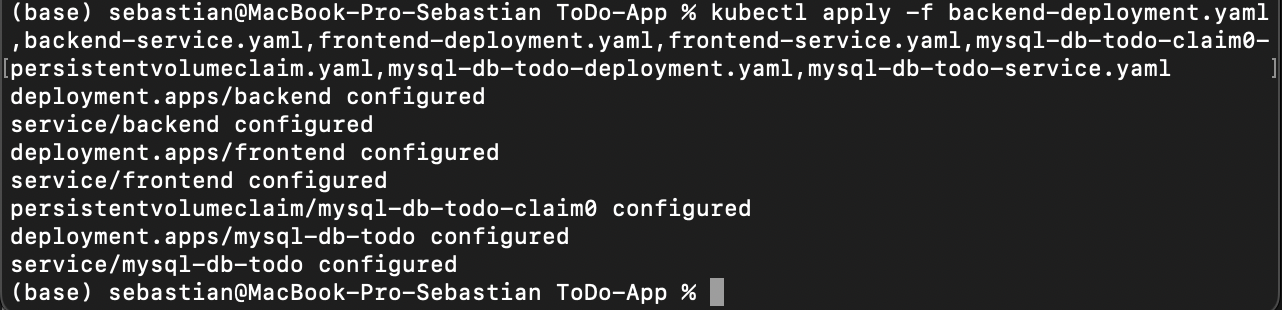 (base) sebastian@MacBook-Pro-Sebastian ToDo-App % kubectl apply -f backend-deployment.yaml
,backend-service.yaml,frontend-deployment.yaml,frontend-service.yaml,mysql-db-todo-claim0-
[persistentvolumeclaim.yaml,mysql-db-todo-deployment.yaml,mysql-db-todo-service.yaml ]
deployment.apps/backend configured
service/backend configured
deployment.apps/frontend configured
service/frontend configured
persistentvolumeclaim/mysql-db-todo-claim0 configured
deployment.apps/mysql-db-todo configured
service/mysql-db-todo configured
(base) sebastian@MacBook-Pro-Sebastian ToDo-App %